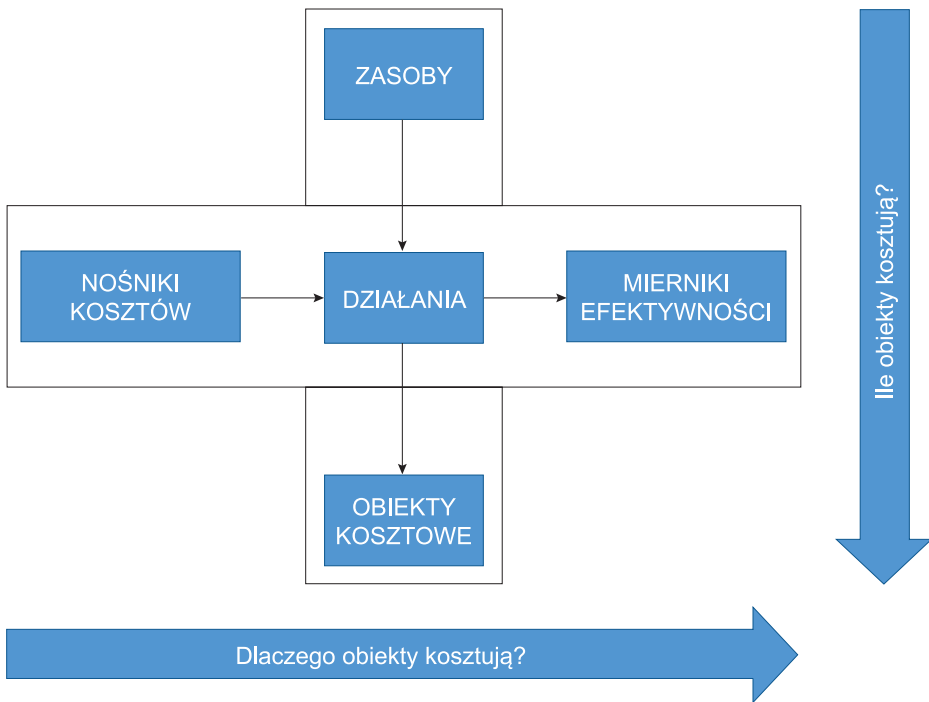 ZASOBY
NOŚNIKI
KOSZTÓW
DZIAŁANIA
MIERNIKI
EFEKTYWNOŚCI
OBIEKTY
KOSZTOWE
Ile obiekty kosztują?
Dlaczego obiekty kosztują?